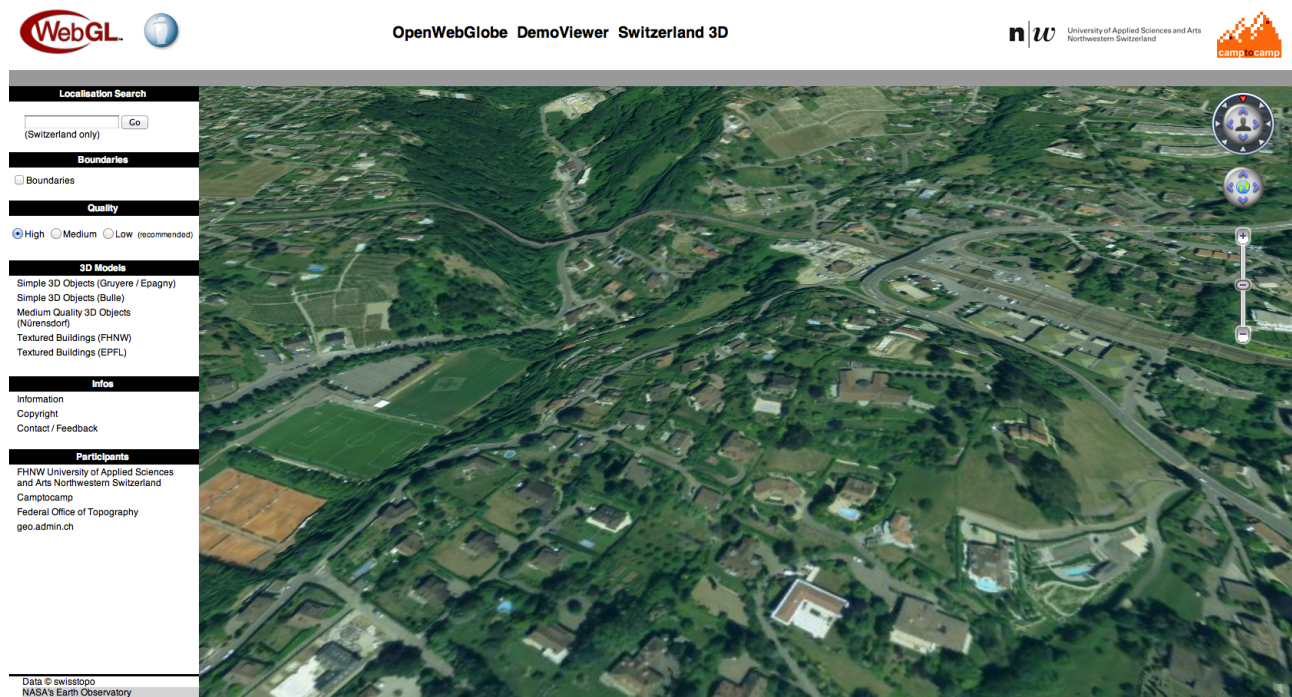 WebGL™
OpenWebGlobe DemoViewer Switzerland 3D
n|w
University of Applied Sciences and Arts
Northwestern Switzerland
camptocamp
Localisation Search
Go
(Switzerland only)
Boundaries
Boundaries
Quality
High Medium Low (recommended)
3D Models
Simple 3D Objects (Gruyere / Epagny)
Simple 3D Objects (Bulle)
Medium Quality 3D Objects
(Nürensdorf)
Textured Buildings (FHNW)
Textured Buildings (EPFL)
Infos
Information
Copyright
Contact / Feedback
Participants
FHNW University of Applied Sciences
and Arts Northwestern Switzerland
Camptocamp
Federal Office of Topography
geo.admin.ch
Data © swisstopo
NASA's Earth Observatory